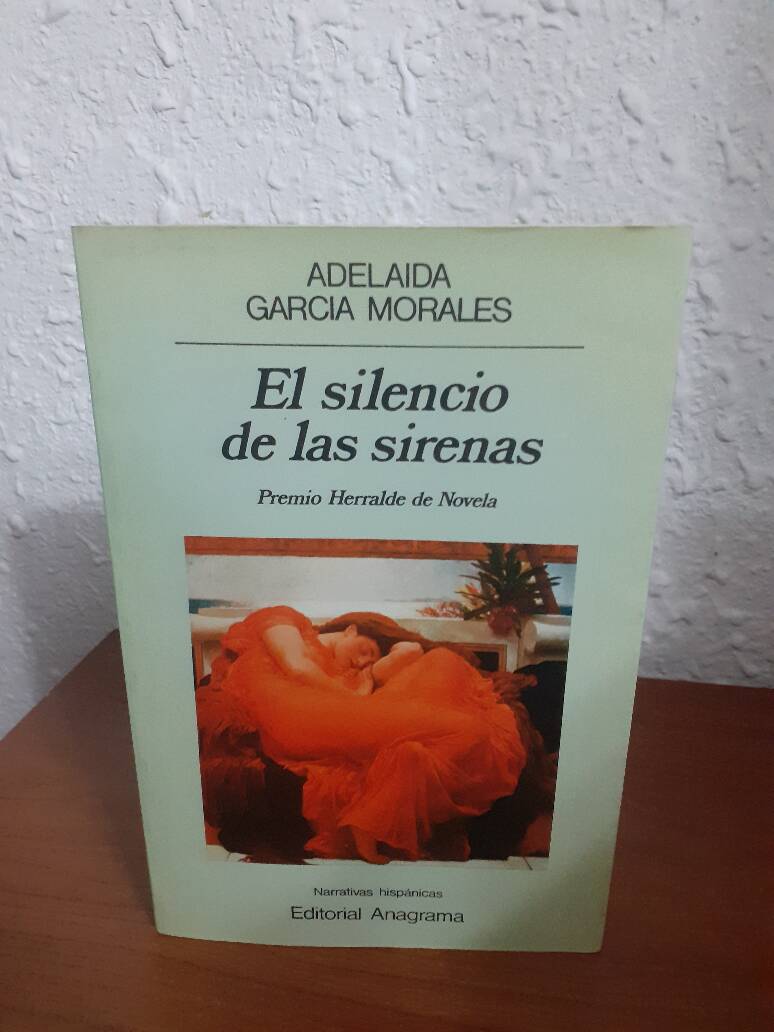 ADELAIDA
GARCIA MORALES
El silencio
de las sirenas
Premio Herralde de Novela
Narrativas hispánicas
Editorial Anagrama